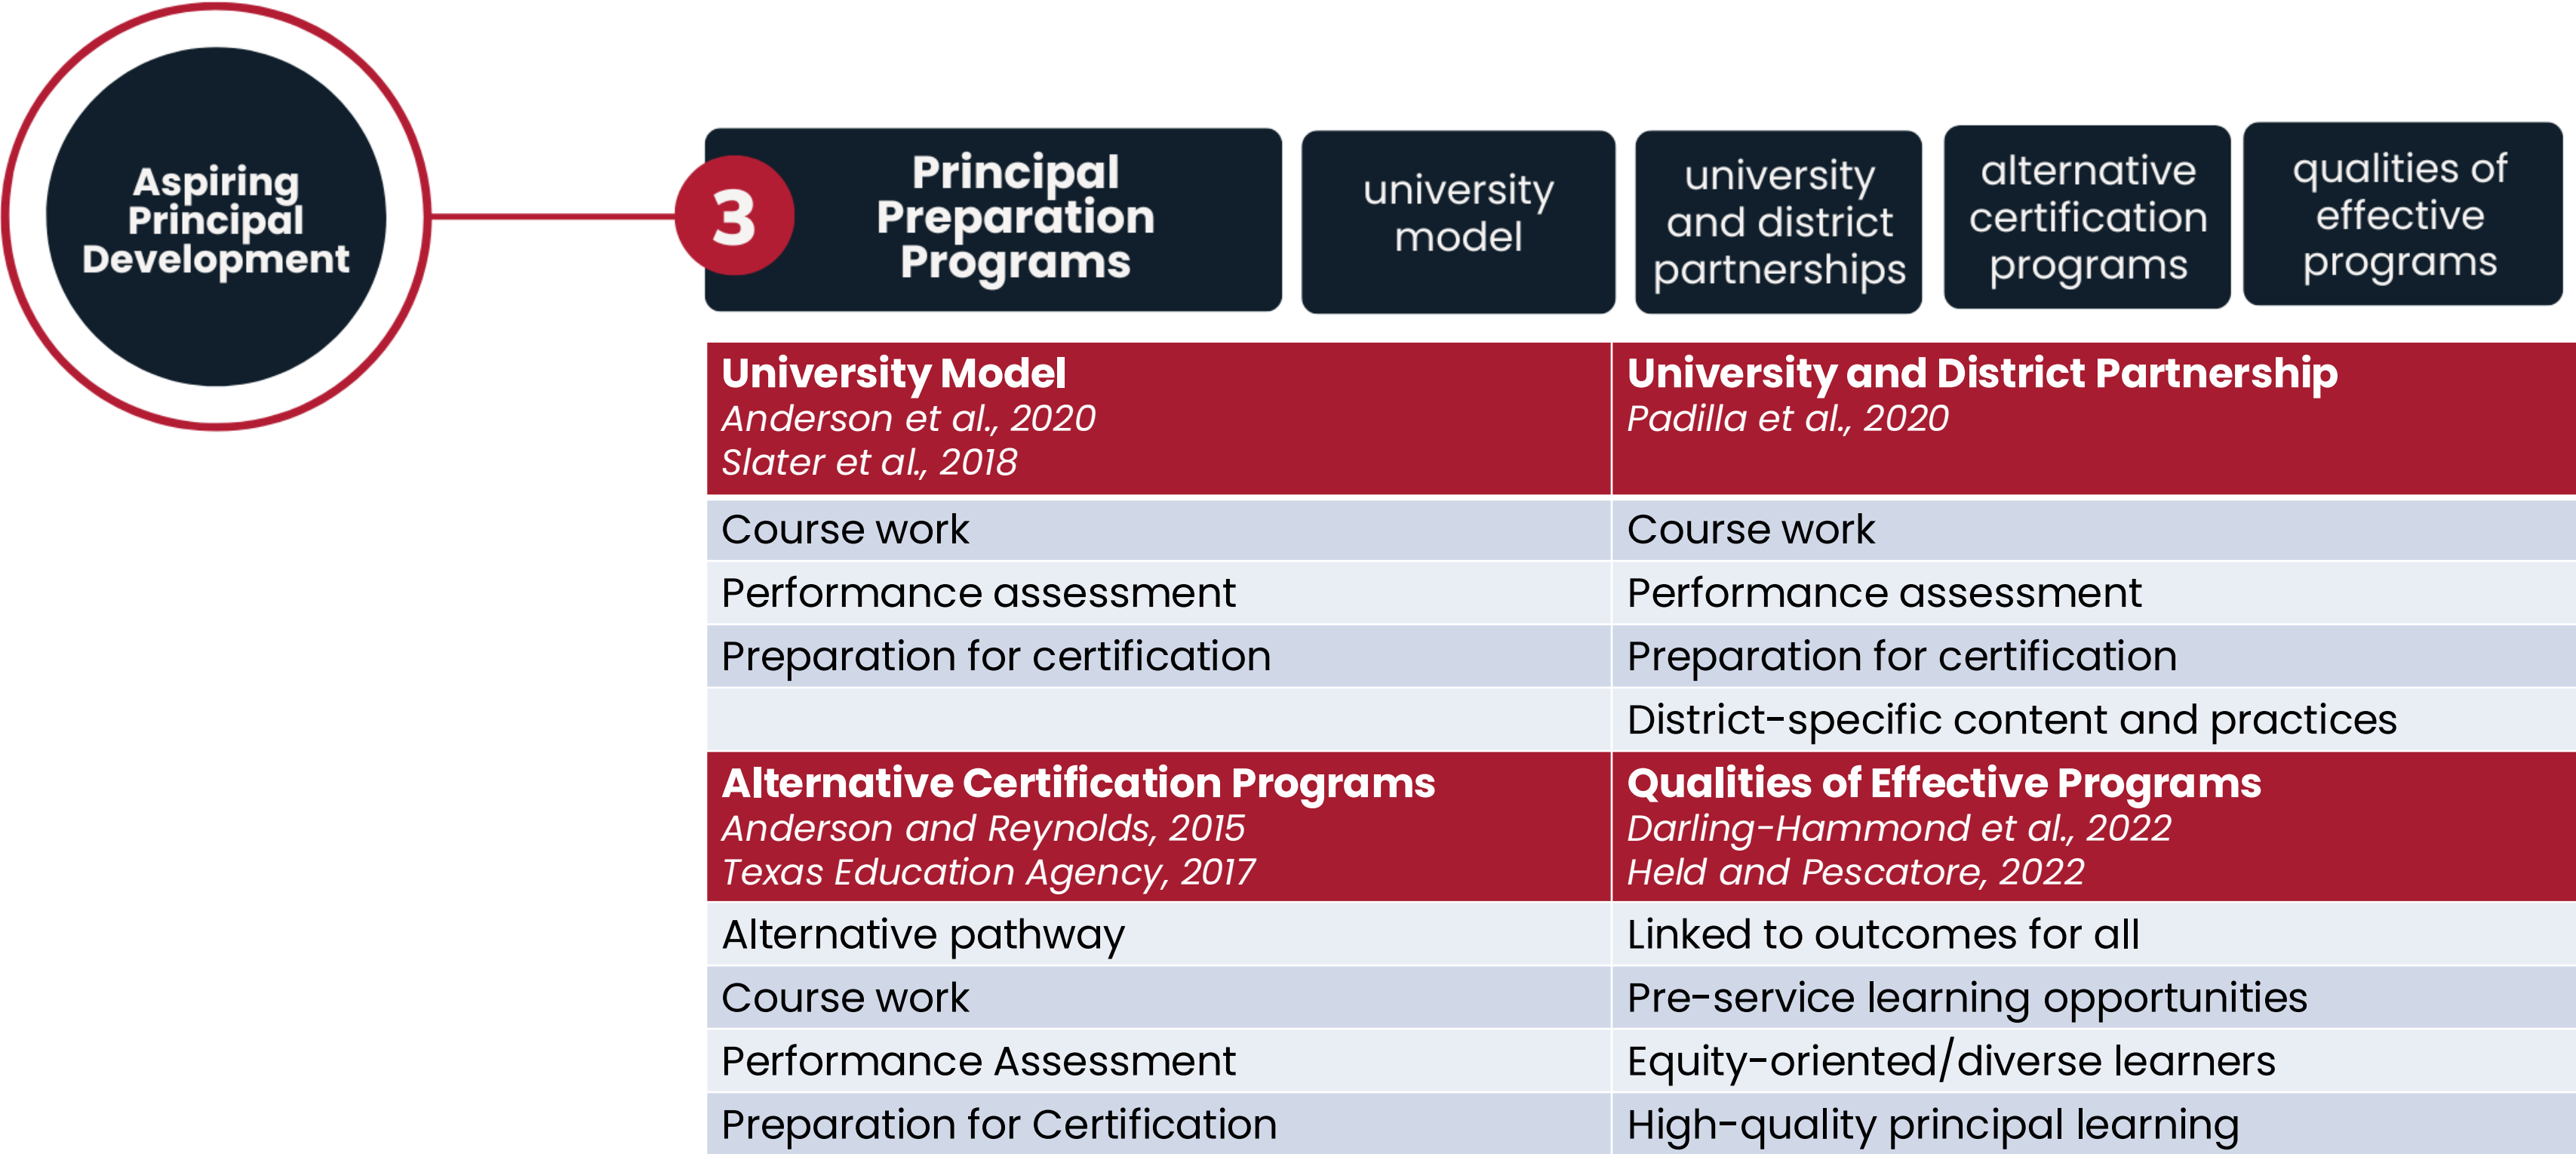 Aspiring
Principal
Development
3
Principal
Preparation
Programs
university
model
university
and district
partnerships
alternative
certification
programs
qualities of
effective
programs
University Model
Anderson et al., 2020
Slater et al., 2018
University and District Partnership
Padilla et al., 2020
Course work
Course work
Performance assessment
Performance assessment
Preparation for certification
Preparation for certification
District-specific content and practices
Alternative Certification Programs
Anderson and Reynolds, 2015
Texas Education Agency, 2017
Qualities of Effective Programs
Darling-Hammond et al., 2022
Held and Pescatore, 2022
Alternative pathway
Linked to outcomes for all
Course work
Pre-service learning opportunities
Performance Assessment
Equity-oriented/diverse learners
Preparation for Certification
High-quality principal learning